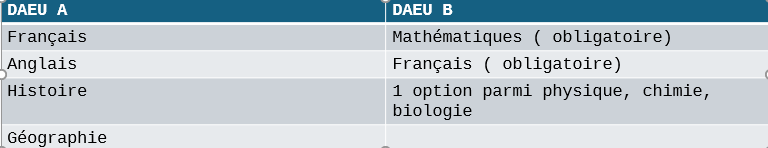 DAEU A
DAEU B
Français
Mathématiques ( obligatoire)
Anglais
Français ( obligatoire)
Histoire
1 option parmi physique, chimie,
biologie
Géographie